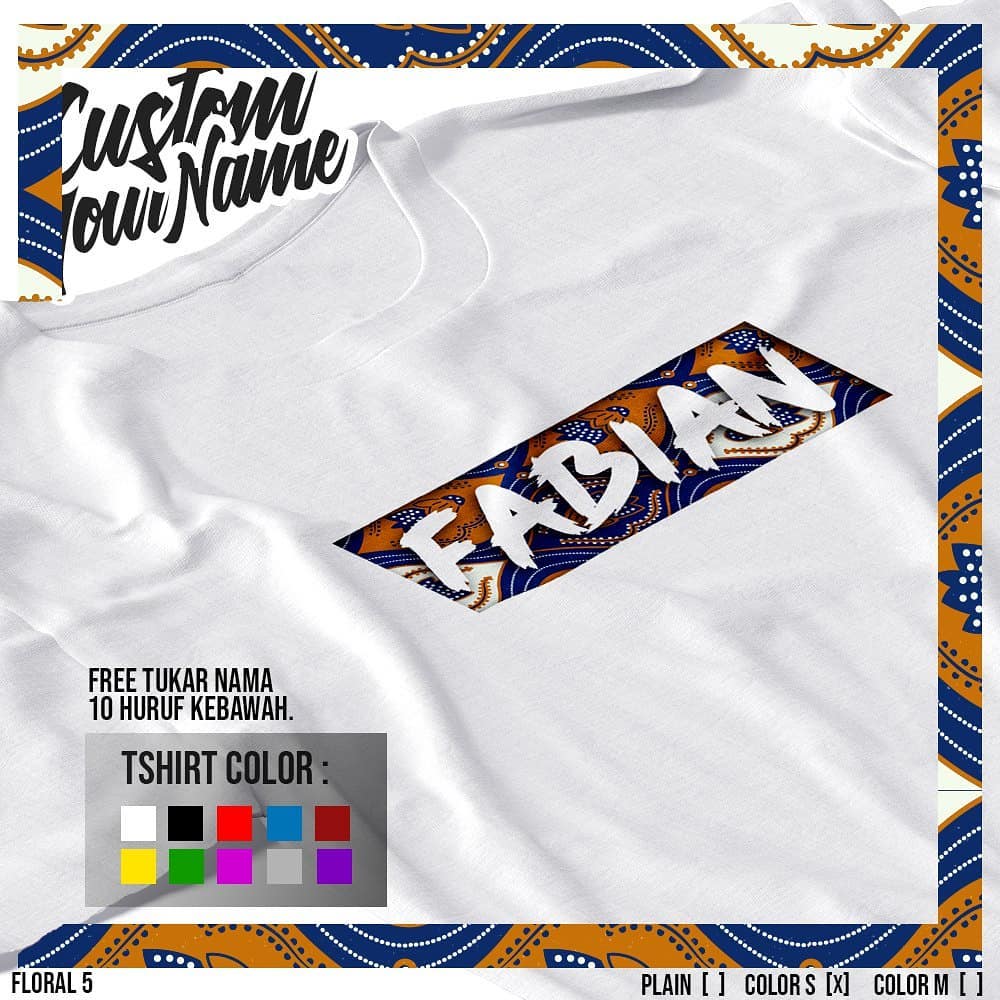 Custom
Your Name
FABIAN
FREE TUKAR NAMA
10 HURUF KEBAWAH.
TSHIRT COLOR :
FLORAL 5
PLAIN [ ] COLOR S [X] COLOR M [ ]